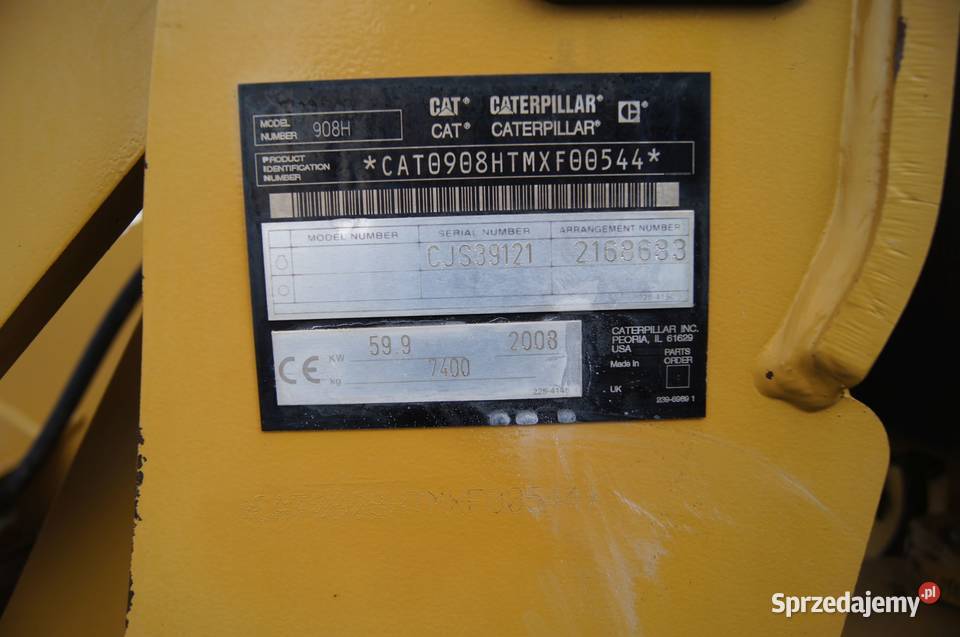 CAT® CATERPILLAR® C®
MODEL NUMBER 908H CAT® CATERPILLAR®
PRODUCT IDENTIFICATION NUMBER *CAT0908HTMXF00544*
MODEL NUMBER SERIAL NUMBER ARRANGEMENT NUMBER
CJS39121 2168683
CE KW 59.9 2008
kg 7400
CATERPILLAR INC.
PEORIA, IL 61629
USA
Made In
UK
PARTS ORDER
239-6989 1
Sprzedajemy.pl